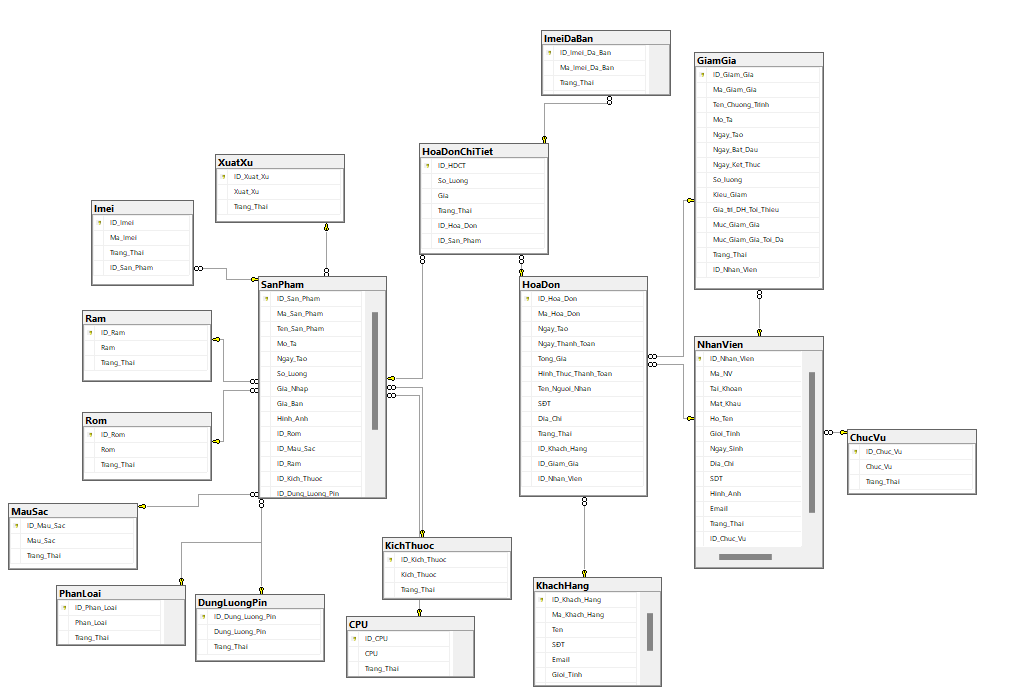 ImeiDaBan
ID_Imei_Da_Ban
Ma_Imei_Da_Ban
Trang_Thai
GiamGia
ID_Giam_Gia
Ma_Giam_Gia
Ten_Chuong_Trinh
Mo_Ta
Ngay_Tao
Ngay_Bat_Dau
Ngay_Ket_Thuc
So_luong
Kieu_Giam
Gia_tri_DH_Toi_Thieu
Muc_Giam_Gia
Muc_Giam_Gia_Toi_Da
Trang_Thai
ID_Nhan_Vien
HoaDonChiTiet
ID_HDCT
So_Luong
Gia
Trang_Thai
ID_Hoa_Don
ID_San_Pham
XuatXu
ID_Xuat_Xu
Xuat_Xu
Trang_Thai
Imei
ID_Imei
Ma_Imei
Trang_Thai
ID_San_Pham
SanPham
ID_San_Pham
Ma_San_Pham
Ten_San_Pham
Mo_Ta
Ngay_Tao
So_Luong
Gia_Nhap
Gia_Ban
Hinh_Anh
ID_Rom
ID_Mau_Sac
ID_Ram
ID_Kich_Thuoc
ID_Dung_Luong_Pin
HoaDon
ID_Hoa_Don
Ma_Hoa_Don
Ngay_Tao
Ngay_Thanh_Toan
Tong_Gia
Hinh_Thuc_Thanh_Toan
Ten_Nguoi_Nhan
SĐT
Dia_Chi
Trang_Thai
ID_Khach_Hang
ID_Giam_Gia
ID_Nhan_Vien
Ram
ID_Ram
Ram
Trang_Thai
NhanVien
ID_Nhan_Vien
Ma_NV
Tai_Khoan
Mat_Khau
Ho_Ten
Gioi_Tinh
Ngay_Sinh
Dia_Chi
SDT
Hinh_Anh
Email
Trang_Thai
ID_Chuc_Vu
Rom
ID_Rom
Rom
Trang_Thai
ChucVu
ID_Chuc_Vu
Chuc_Vu
Trang_Thai
MauSac
ID_Mau_Sac
Mau_Sac
Trang_Thai
KichThuoc
ID_Kich_Thuoc
Kich_Thuoc
Trang_Thai
KhachHang
ID_Khach_Hang
Ma_Khach_Hang
Ten
SĐT
Email
Gioi_Tinh
PhanLoai
ID_Phan_Loai
Phan_Loai
Trang_Thai
DungLuongPin
ID_Dung_Luong_Pin
Dung_Luong_Pin
Trang_Thai
CPU
ID_CPU
CPU
Trang_Thai